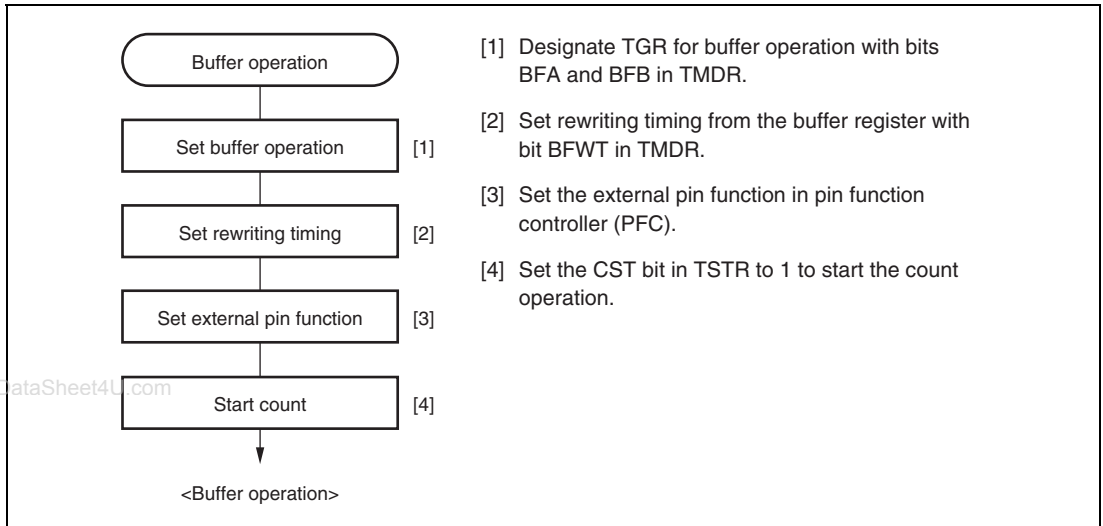 Buffer operation
Set buffer operation
[1]
Set rewriting timing
[2]
Set external pin function
[3]
Start count
[4]
<Buffer operation>
[1] Designate TGR for buffer operation with bits
BFA and BFB in TMDR.
[2] Set rewriting timing from the buffer register with
bit BFWT in TMDR.
[3] Set the external pin function in pin function
controller (PFC).
[4] Set the CST bit in TSTR to 1 to start the count
operation.
DataSheet4U.com